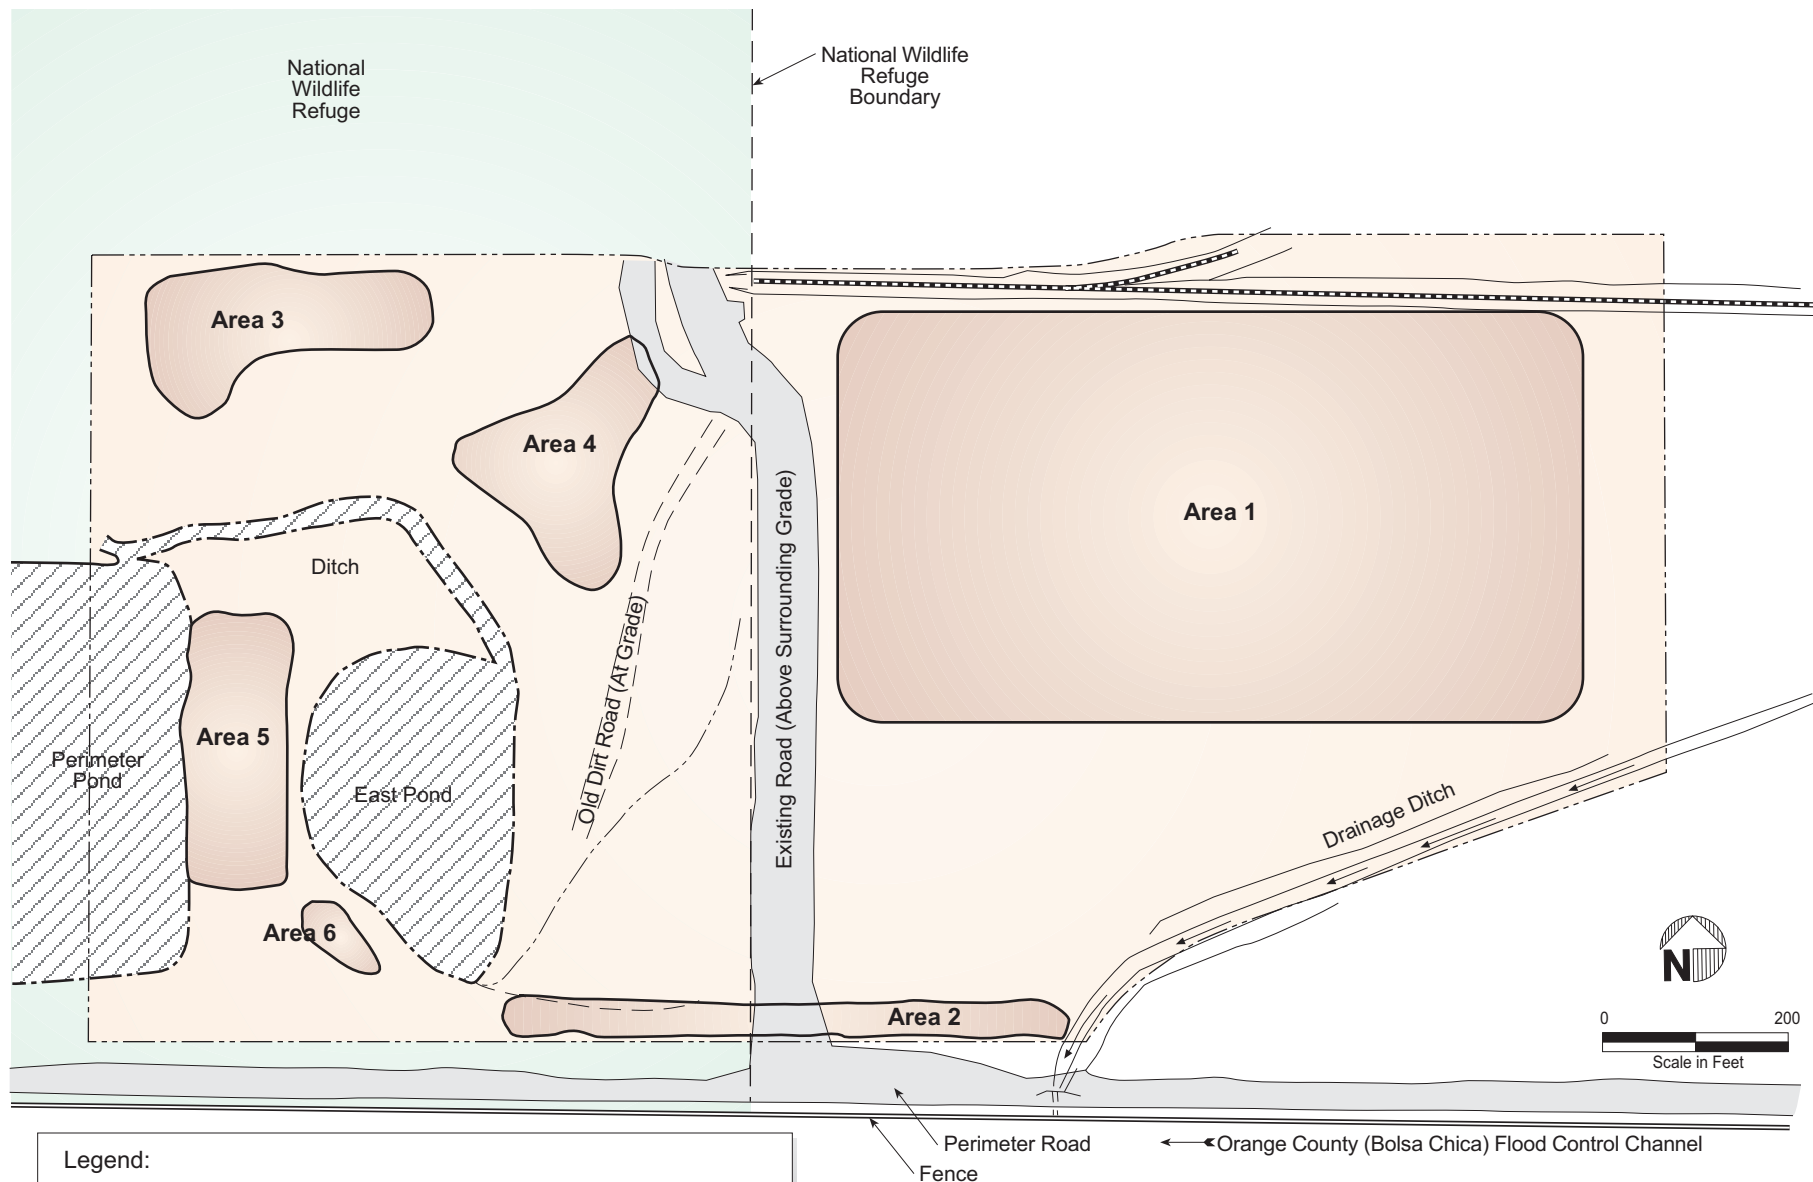 National
Wildlife
Refuge
National Wildlife
Refuge
Boundary
Area 3
Area 4
Area 1
Ditch
Old Dirt Road (At Grade)
Existing Road (Above Surrounding Grade)
Area 5
Perimeter
Pond
East Pond
Drainage Ditch
Area 6
Area 2
N
0 200
Scale in Feet
Perimeter Road
Orange County (Bolsa Chica) Flood Control Channel
Fence
Legend: